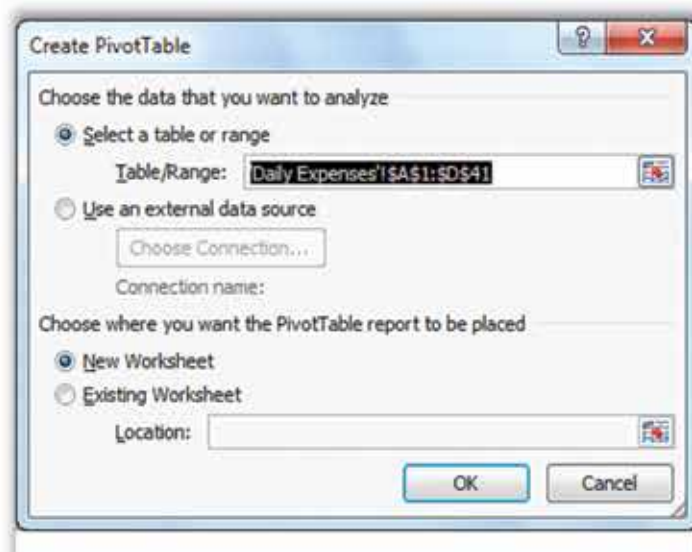 Create PivotTable
?
Choose the data that you want to analyze
Select a table or range
Table/Range: 'Daily Expenses'!$A$1:$D$41
Use an external data source
Choose Connection...
Connection name:
Choose where you want the PivotTable report to be placed
New Worksheet
Existing Worksheet
Location:
OK Cancel